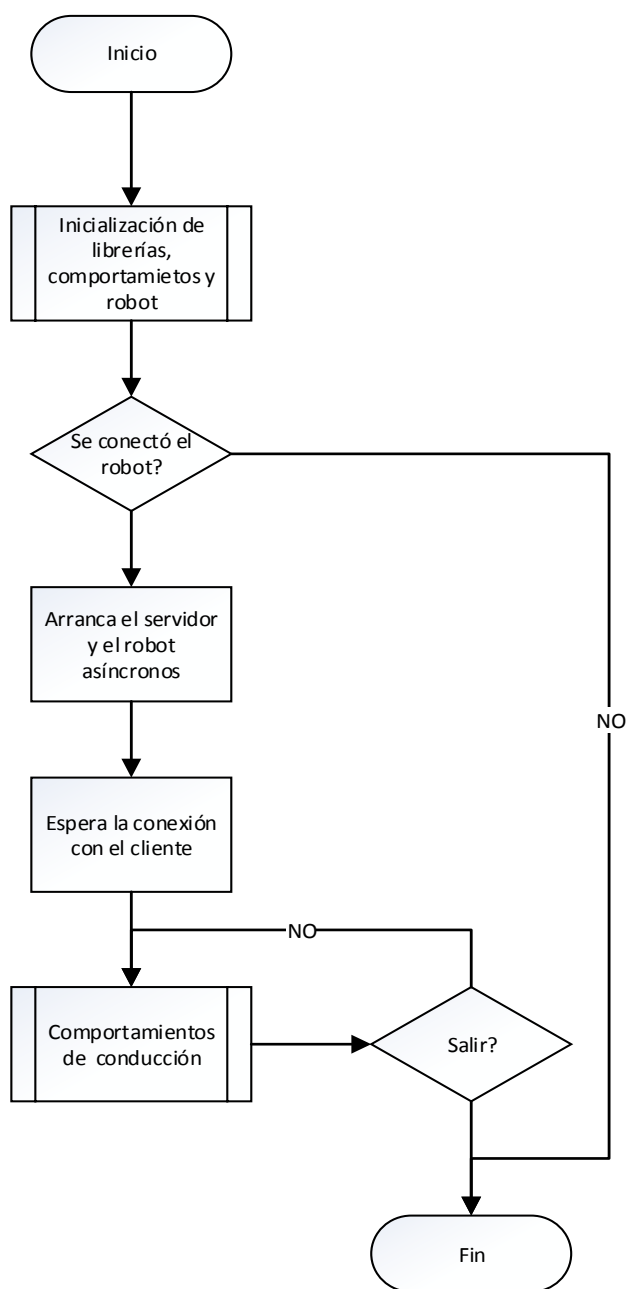 Inicio
Inicialización de
librerías,
comportamietos y
robot
Se conectó el
robot?
Arranca el servidor
y el robot
asíncronos
NO
Espera la conexión
con el cliente
NO
Comportamientos
de conducción
Salir?
Fin